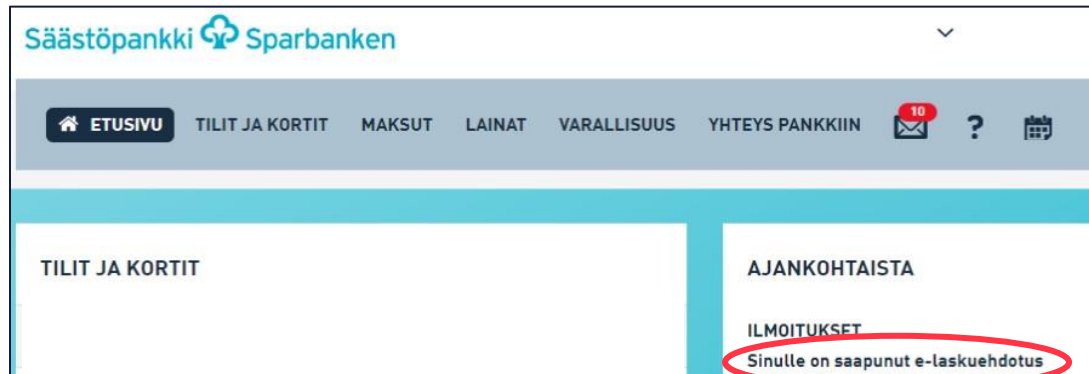 Säästöpankki Sparbanken
ETUSIVU TILIT JA KORTIT MAKSUT LAINAT VARALLISUUS YHTEYS PANKKIIN 10 ?
TILIT JA KORTIT
AJANKOHTAISTA
ILMOITUKSET
Sinulle on saapunut e-laskuehdotus